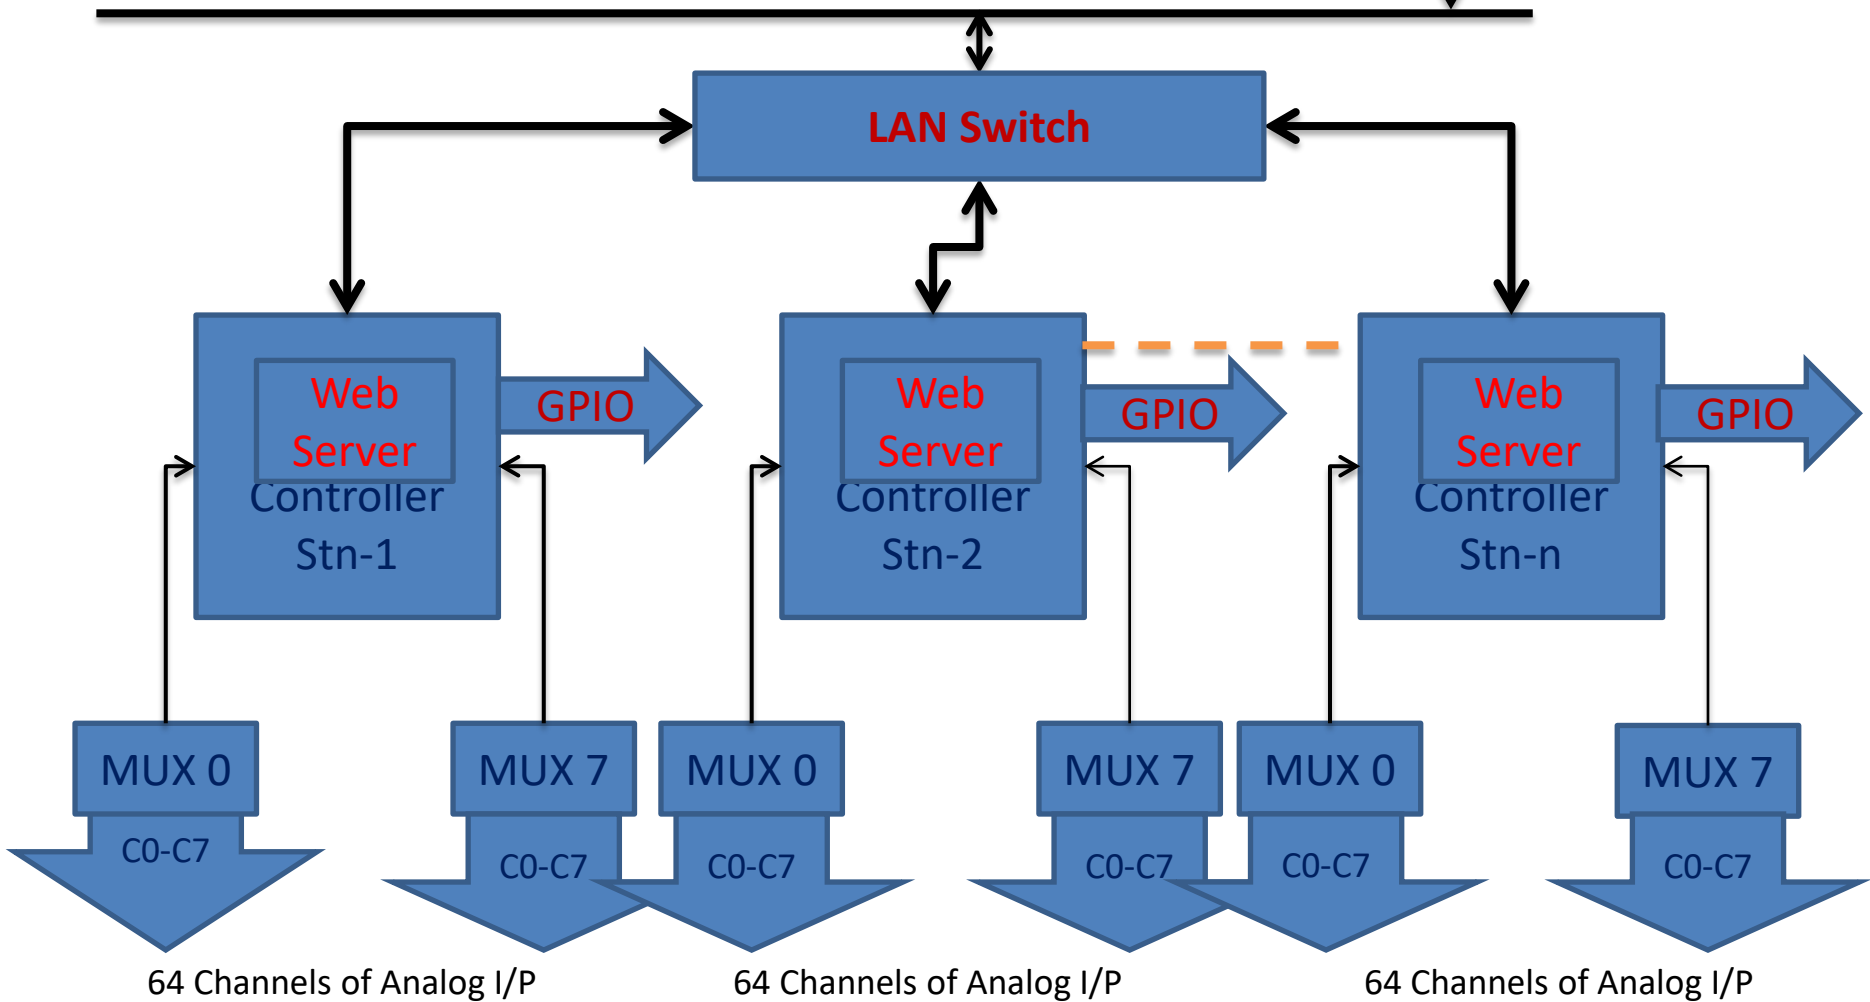 LAN Switch
Web
Server
Controller
Stn-1
GPIO
Web
Server
Controller
Stn-2
GPIO
Web
Server
Controller
Stn-n
GPIO
MUX 0
MUX 7
MUX 0
MUX 7
MUX 0
MUX 7
C0-C7
C0-C7
C0-C7
C0-C7
C0-C7
C0-C7
64 Channels of Analog I/P
64 Channels of Analog I/P
64 Channels of Analog I/P